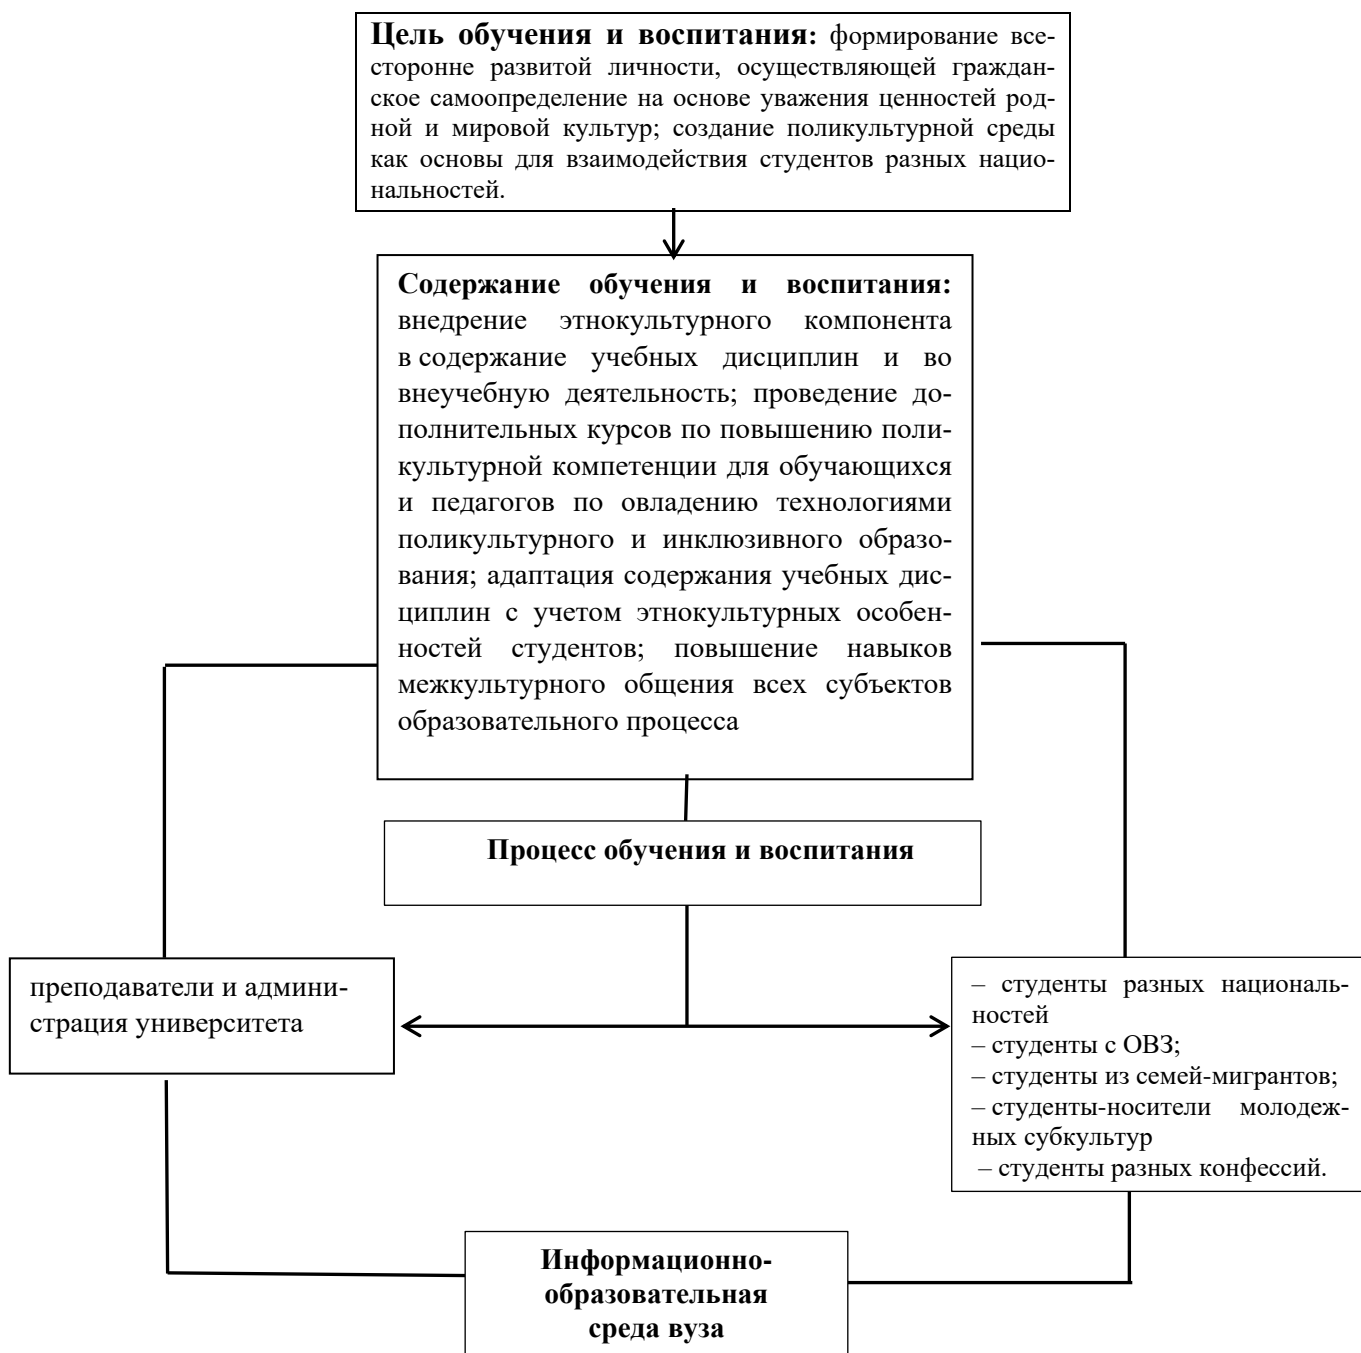 Цель обучения и воспитания: формирование все-
сторонне развитой личности, осуществляющей граждан-
ское самоопределение на основе уважения ценностей род-
ной и мировой культур; создание поликультурной среды
как основы для взаимодействия студентов разных нацио-
нальностей.
Содержание обучения и воспитания:
внедрение этнокультурного компонента
в содержание учебных дисциплин и во
внеучебную деятельность; проведение до-
полнительных курсов по повышению поли-
культурной компетенции для обучающихся
и педагогов по овладению технологиями
поликультурного и инклюзивного образо-
вания; адаптация содержания учебных дис-
циплин с учетом этнокультурных особен-
ностей студентов; повышение навыков
межкультурного общения всех субъектов
образовательного процесса
Процесс обучения и воспитания
преподаватели и админи-
страция университета
– студенты разных националь-
ностей
– студенты с ОВЗ;
– студенты из семей-мигрантов;
– студенты-носители молодеж-
ных субкультур
– студенты разных конфессий.
Информационно-
образовательная
среда вуза